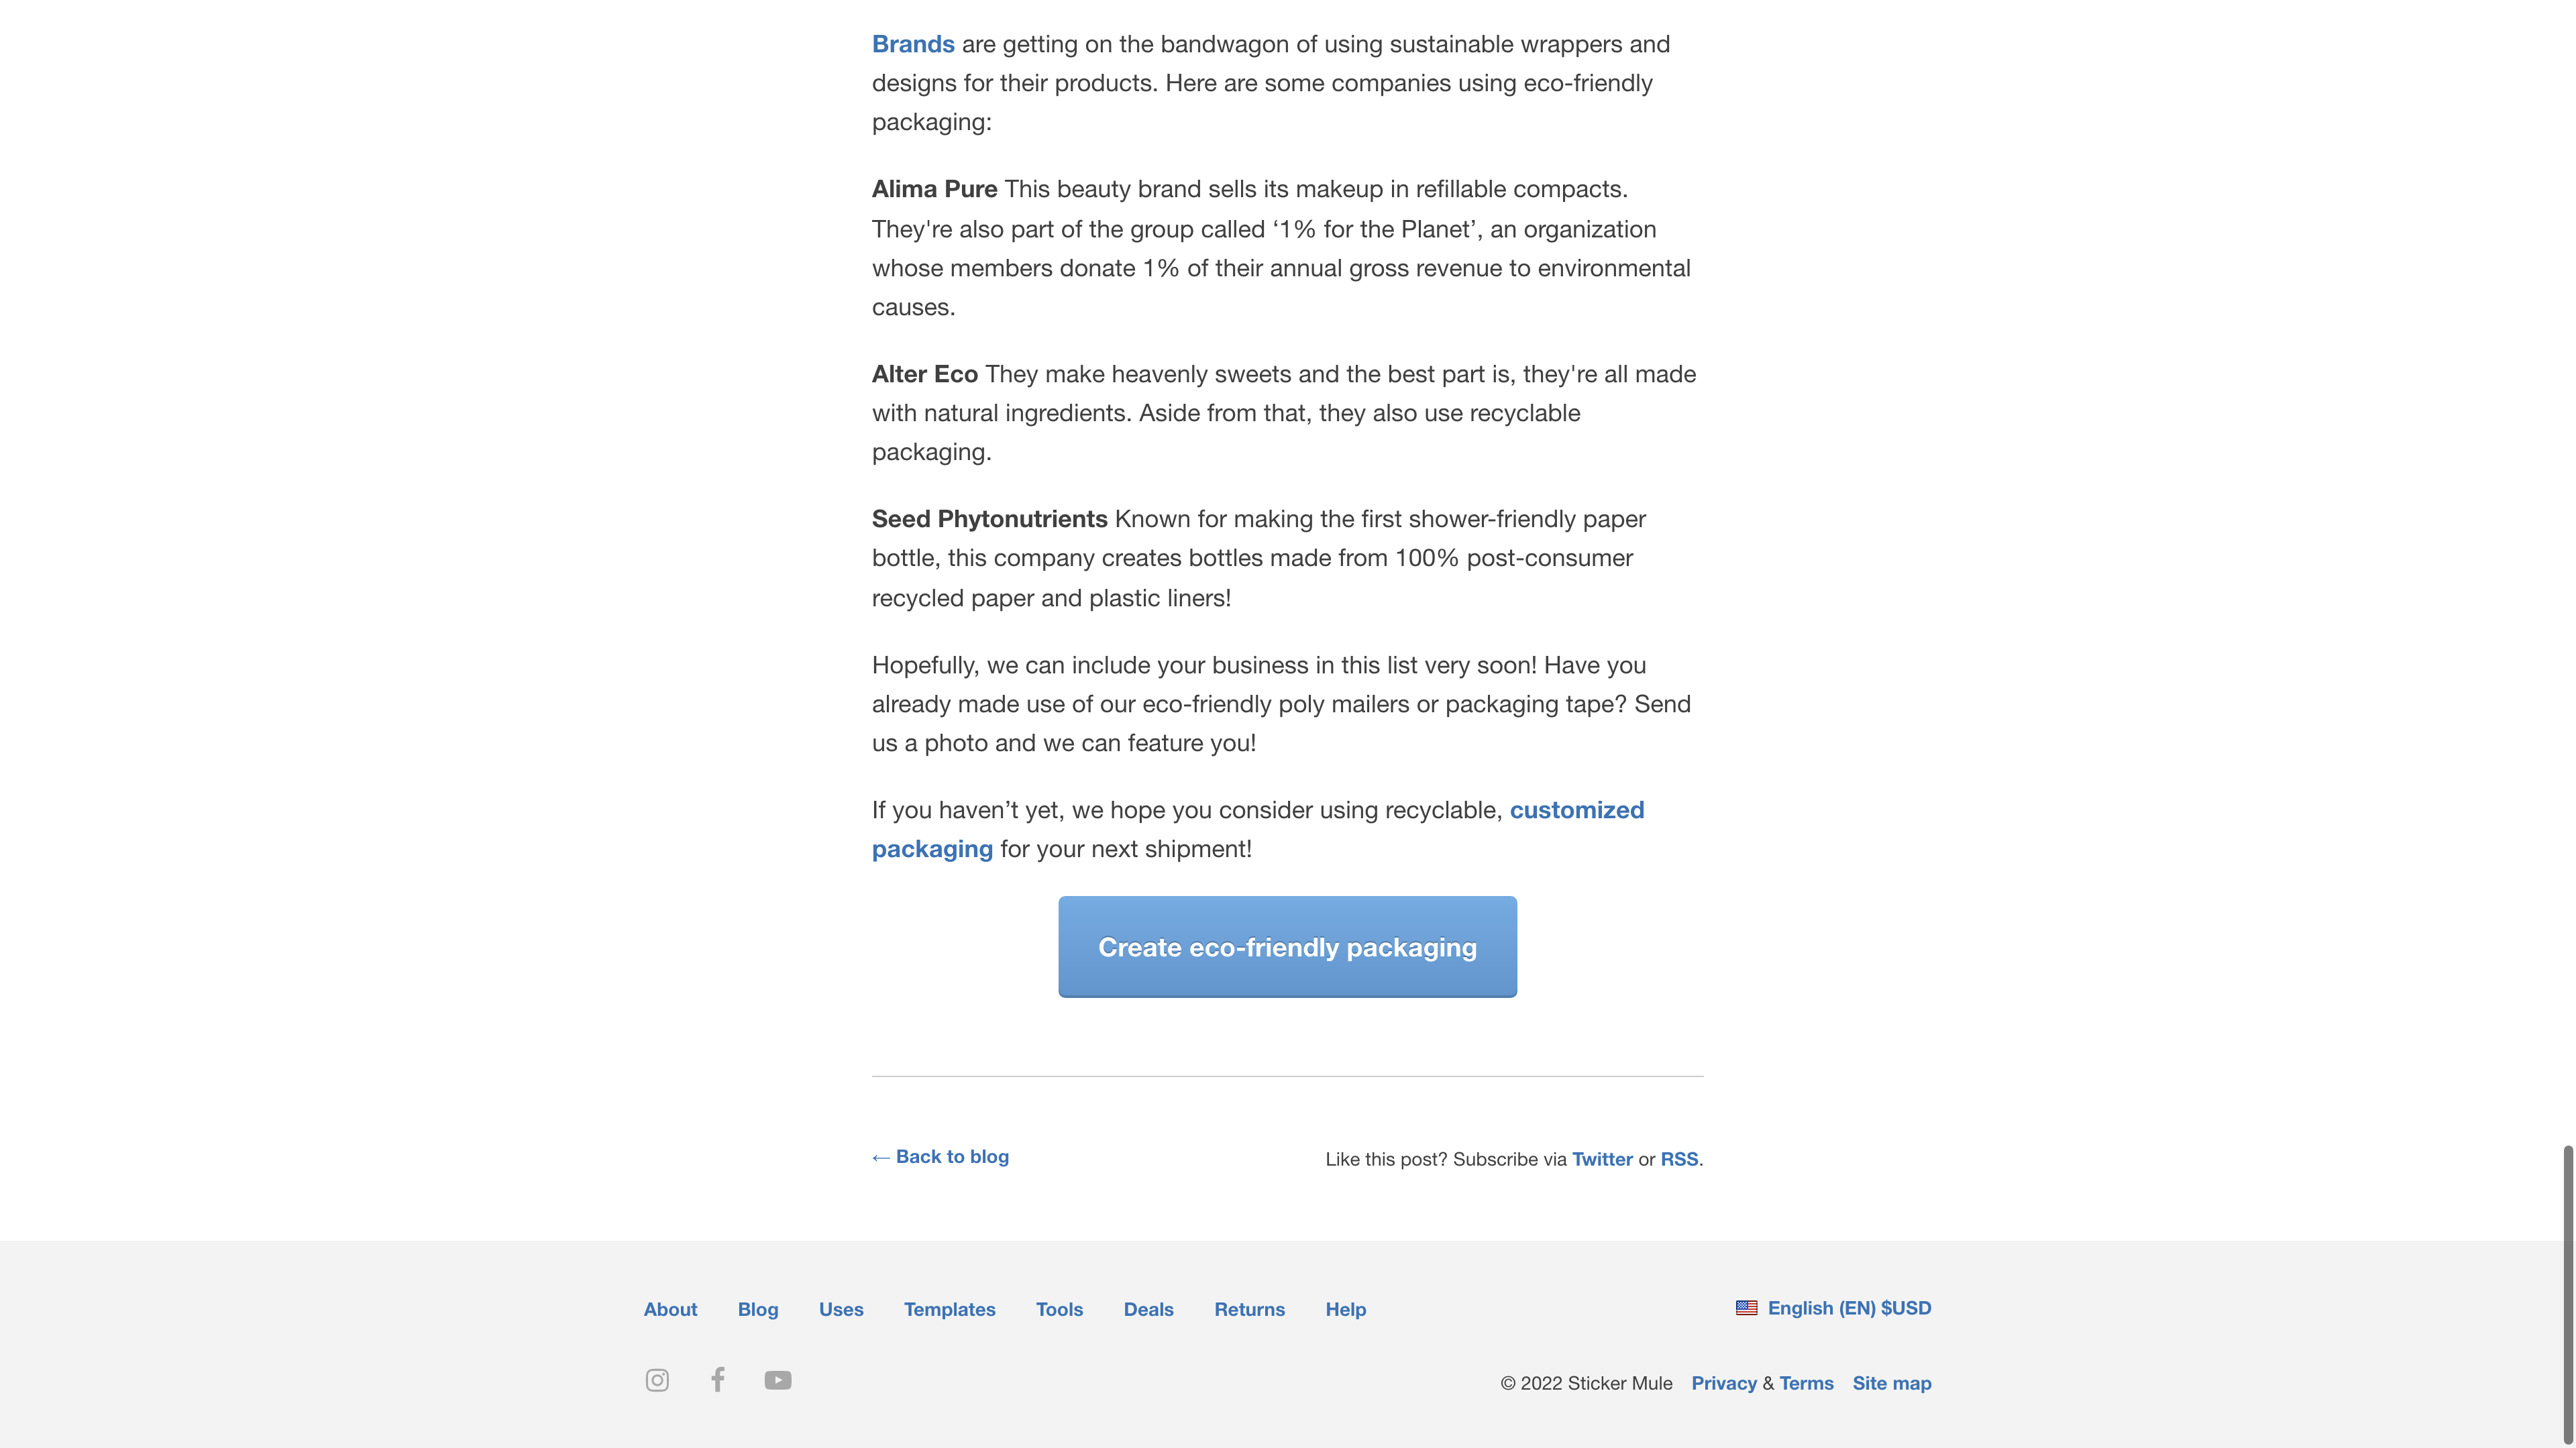 Brands are getting on the bandwagon of using sustainable wrappers and
designs for their products. Here are some companies using eco-friendly
packaging:
Alima Pure This beauty brand sells its makeup in refillable compacts.
They're also part of the group called ‘1% for the Planet’, an organization
whose members donate 1% of their annual gross revenue to environmental
causes.
Alter Eco They make heavenly sweets and the best part is, they're all made
with natural ingredients. Aside from that, they also use recyclable
packaging.
Seed Phytonutrients Known for making the first shower-friendly paper
bottle, this company creates bottles made from 100% post-consumer
recycled paper and plastic liners!
Hopefully, we can include your business in this list very soon! Have you
already made use of our eco-friendly poly mailers or packaging tape? Send
us a photo and we can feature you!
If you haven’t yet, we hope you consider using recyclable, customized
packaging for your next shipment!
Create eco-friendly packaging
← Back to blog
Like this post? Subscribe via Twitter or RSS.
About Blog Uses Templates Tools Deals Returns Help
English (EN) $USD
© 2022 Sticker Mule Privacy & Terms Site map